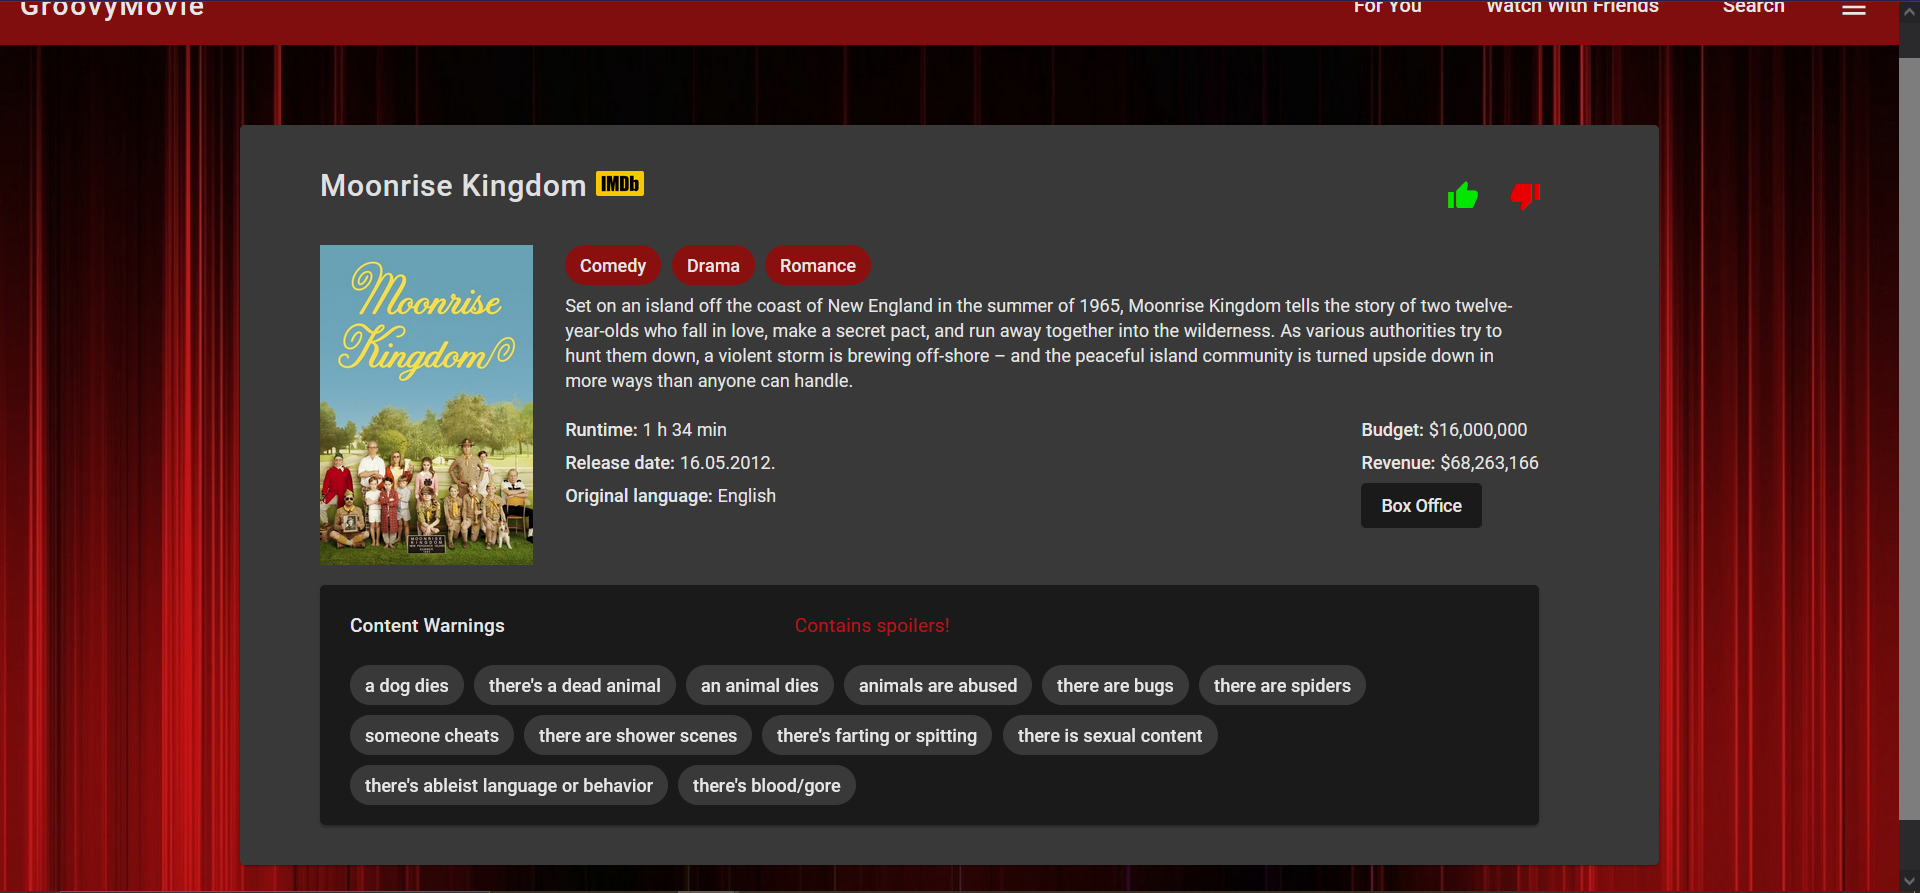 GroovyMovie
For You Watch With Friends Search
Moonrise Kingdom IMDb
Moonrise
Kingdom
MOONRISE
KINGDOM
Comedy Drama Romance
Set on an island off the coast of New England in the summer of 1965, Moonrise Kingdom tells the story of two twelve-
year-olds who fall in love, make a secret pact, and run away together into the wilderness. As various authorities try to
hunt them down, a violent storm is brewing off-shore – and the peaceful island community is turned upside down in
more ways than anyone can handle.
Runtime: 1 h 34 min
Release date: 16.05.2012.
Original language: English
Budget: $16,000,000
Revenue: $68,263,166
Box Office
Content Warnings Contains spoilers!
a dog dies there's a dead animal an animal dies animals are abused there are bugs there are spiders
someone cheats there are shower scenes there's farting or spitting there is sexual content
there's ableist language or behavior there's blood/gore